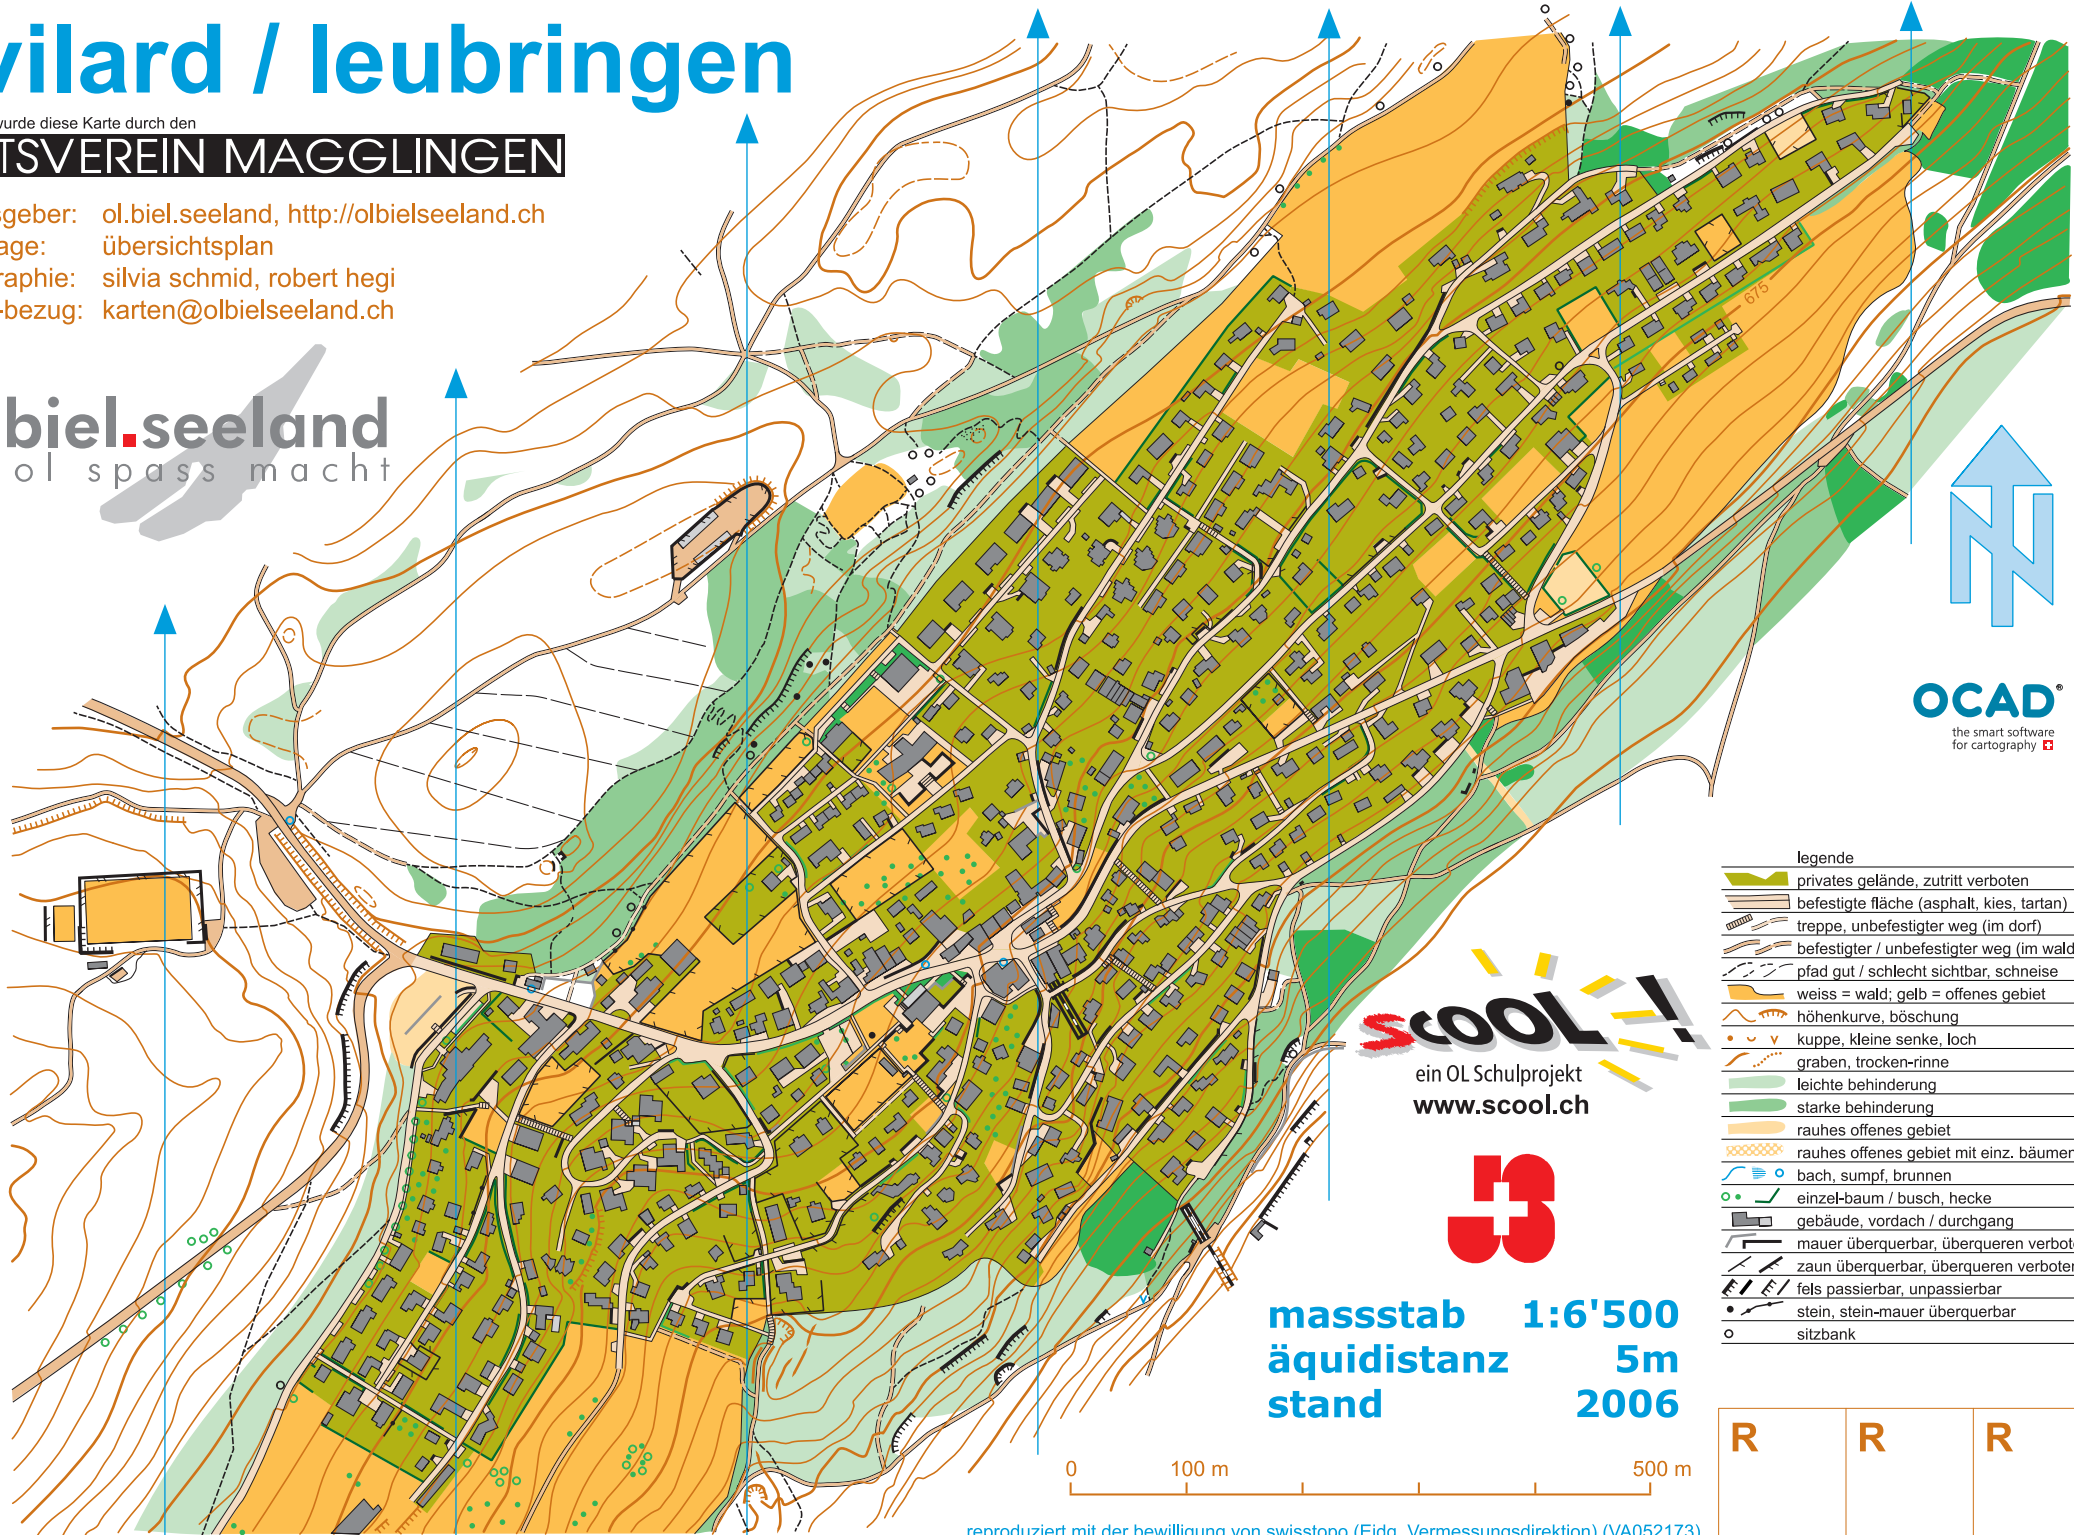 vilard / leubringen
wurde diese Karte durch den
TSVEREIN MAGGLINGEN
sgeber: ol.biel.seeland, http://olbielseeland.ch
age: übersichtsplan
raphie: silvia schmid, robert hegi
-bezug: karten@olbielseeland.ch
biel.seeland
ol spass macht
675
OCAD®
the smart software
for cartography
legende
privates gelände, zutritt verboten
befestigte fläche (asphalt, kies, tartan)
treppe, unbefestigter weg (im dorf)
befestigter / unbefestigter weg (im wald
pfad gut / schlecht sichtbar, schneise
weiss = wald; gelb = offenes gebiet
höhenkurve, böschung
kuppe, kleine senke, loch
graben, trocken-rinne
leichte behinderung
starke behinderung
rauhes offenes gebiet
rauhes offenes gebiet mit einz. bäumen
bach, sumpf, brunnen
einzel-baum / busch, hecke
gebäude, vordach / durchgang
mauer überquerbar, überqueren verbote
zaun überquerbar, überqueren verboten
fels passierbar, unpassierbar
stein, stein-mauer überquerbar
sitzbank
sCOOL!
ein OL Schulprojekt
www.scool.ch
massstab 1:6'500
äquidistanz 5m
stand 2006
0 100 m 500 m
R R R
reproduziert mit der bewilligung von swisstopo (Eidg. Vermessungsdirektion) (VA052173)